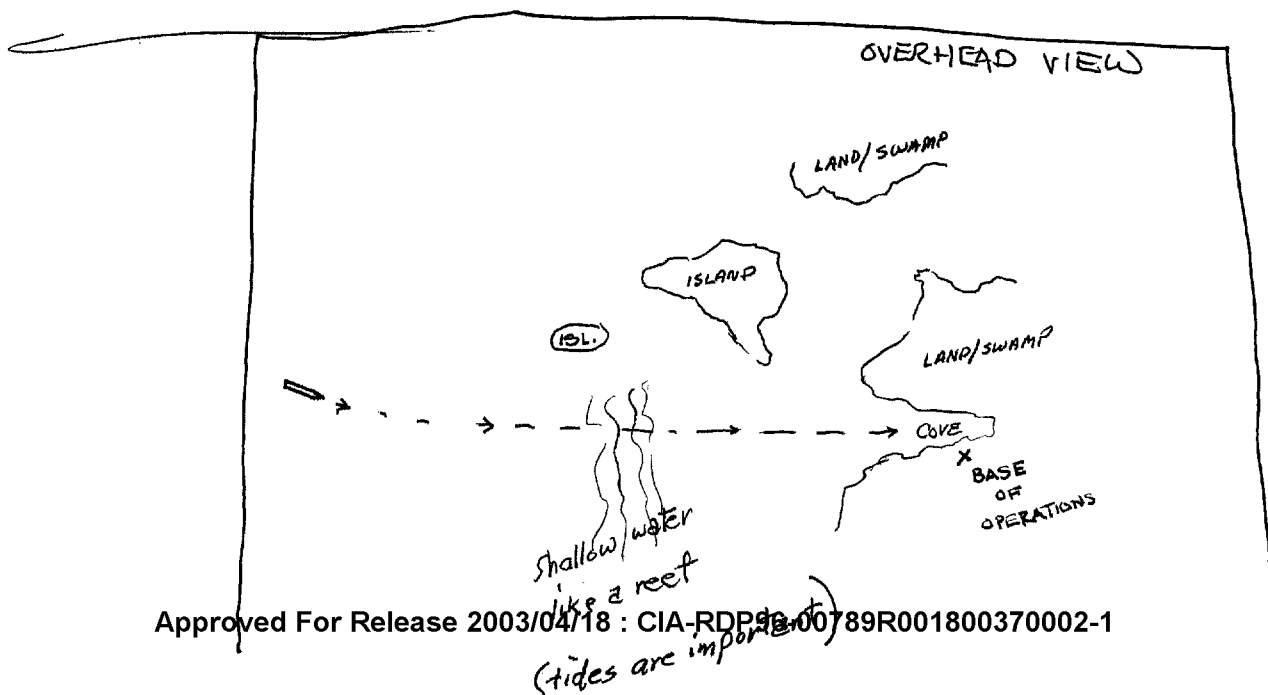 OVERHEAD VIEW
LAND/SWAMP
ISLAND
ISL.
LAND/SWAMP
COVE
X
BASE
OF
OPERATIONS
shallow water
like a reef
Approved For Release 2003/04/18 : CIA-RDP96-00789R001800370002-1
(tides are important)